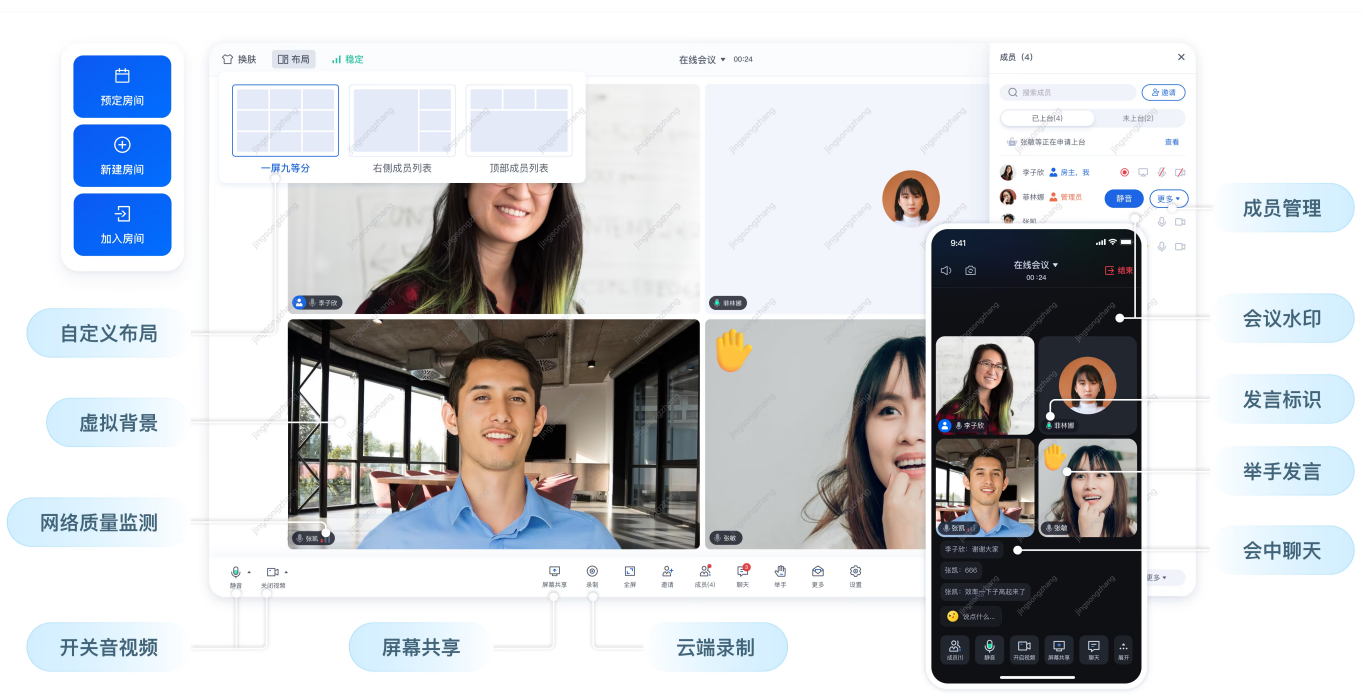 预定房间
新建房间
加入房间
换肤
布局
稳定
在线会议 ▾ 00:24
一屏九等分
右侧成员列表
顶部成员列表
成员 (4)
搜索成员
邀请
已上台(4)
未上台(2)
张敏等正在申请上台
查看
李子欣
房主，我
菲林娜
管理员
静音
更多 ▾
张凯
李子欣
菲林娜
张凯
张敏
静音
关闭视频
屏幕共享
录制
全屏
邀请
成员(4)
3
聊天
举手
更多
设置
更多 ▾
9:41
在线会议 ▾
00:24
结束
李子欣
菲林娜
张凯
张敏
李子欣：谢谢大家
张凯：666
张凯：效率一下子高起来了
说点什么...
成员(1)
静音
开启视频
屏幕共享
聊天
展开
自定义布局
虚拟背景
网络质量监测
开关音视频
屏幕共享
云端录制
成员管理
会议水印
发言标识
举手发言
会中聊天
jingsongzhang